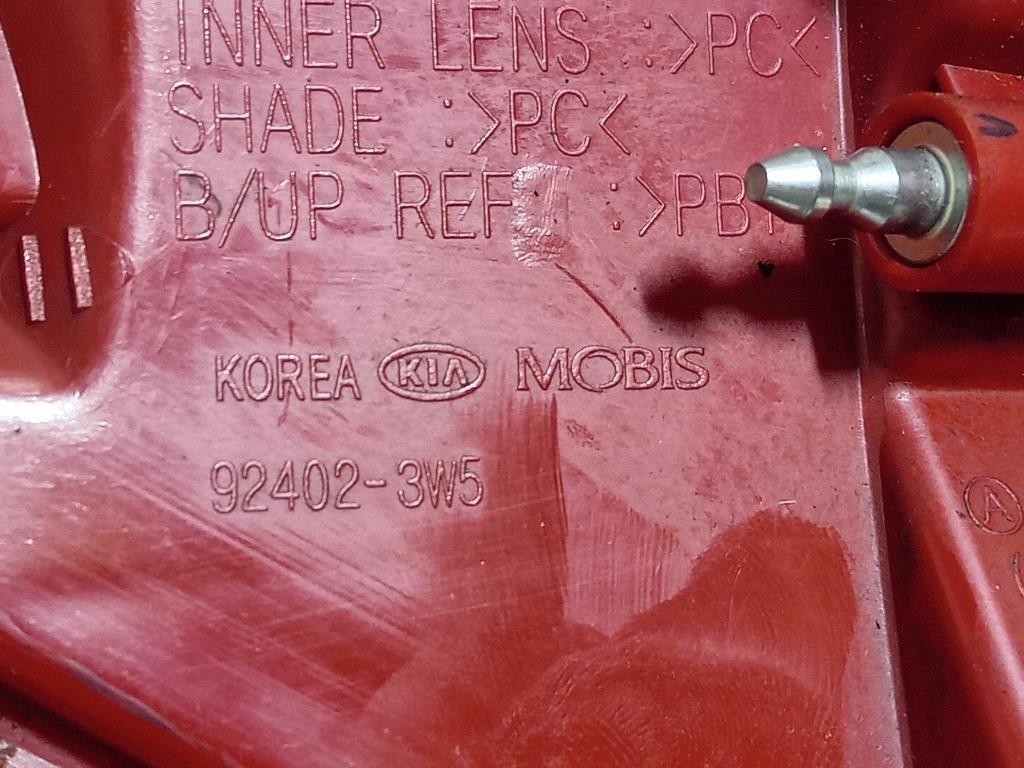 INNER LENS :>PC<
SHADE :>PC<
B/UP REF :>PB
KOREA KIA MOBIS
92402-3W5
A